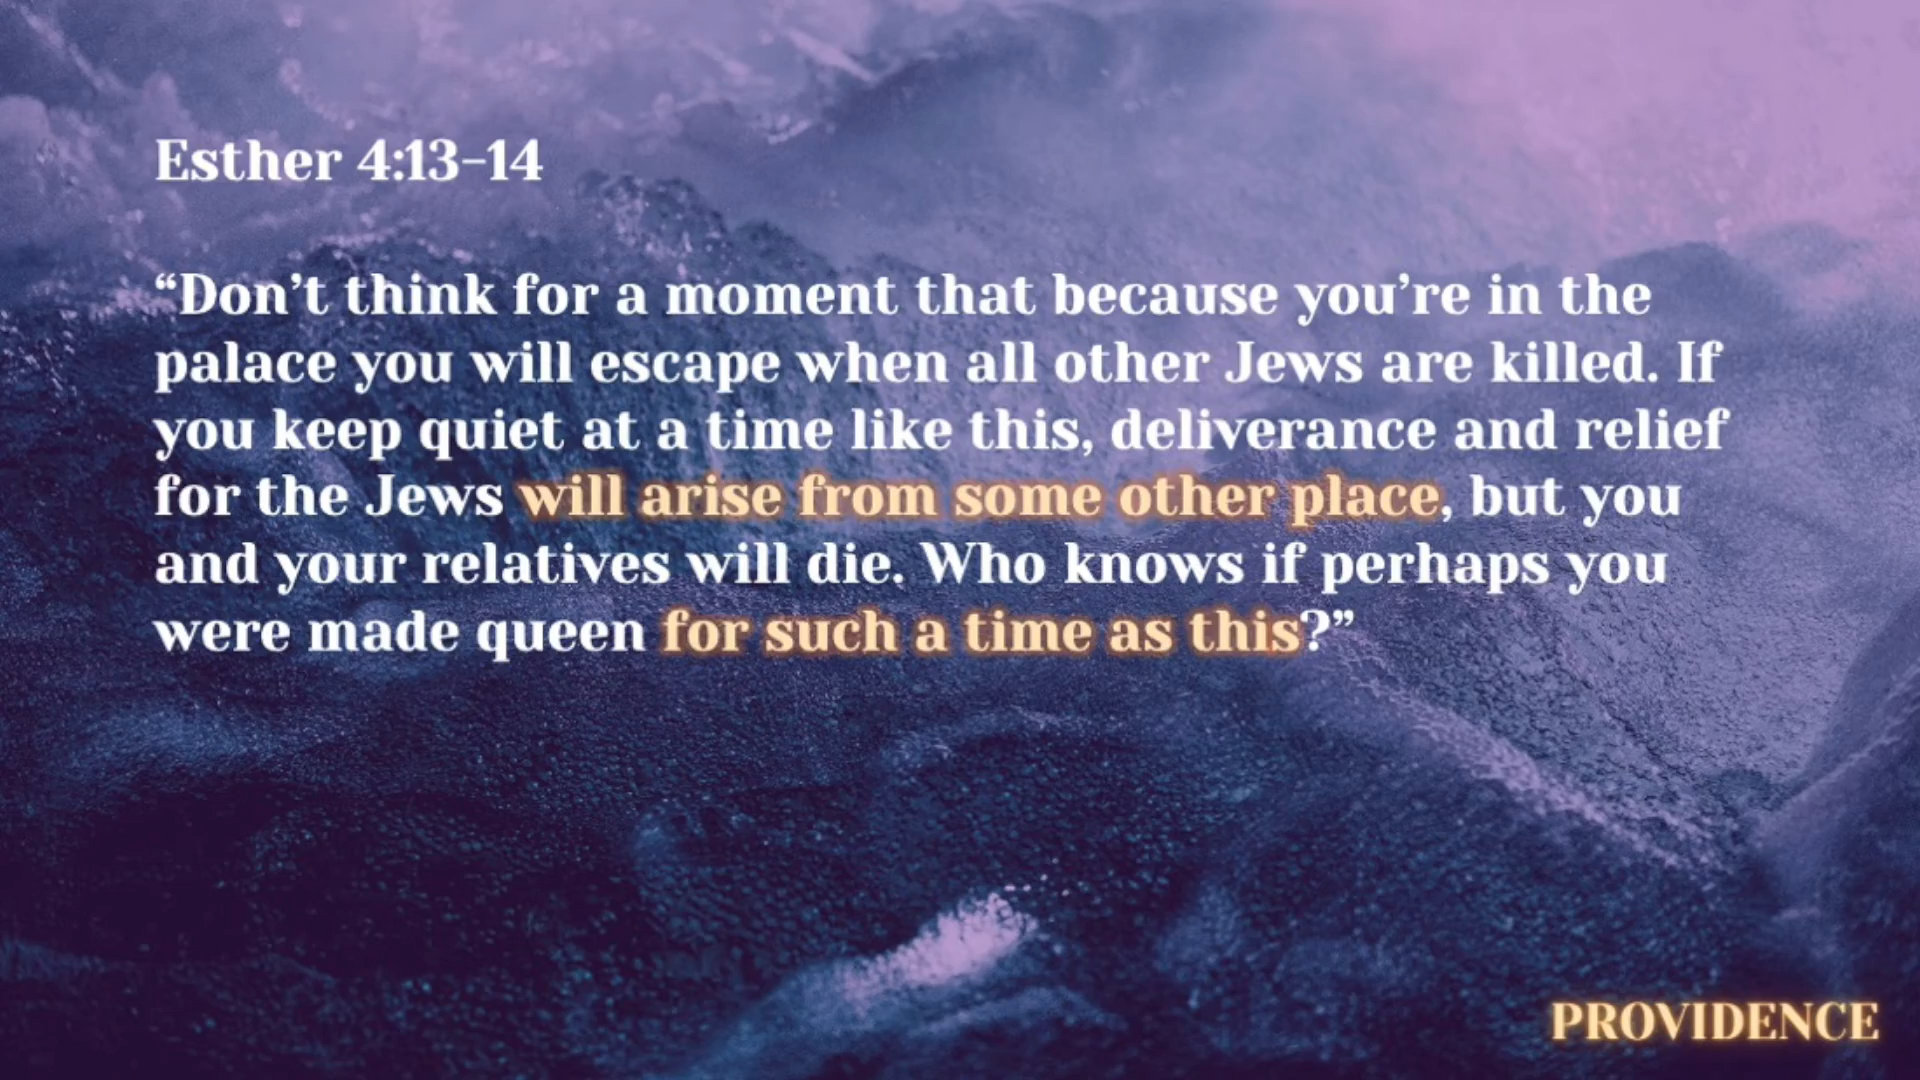 Esther 4:13-14
“Don’t think for a moment that because you’re in the
palace you will escape when all other Jews are killed. If
you keep quiet at a time like this, deliverance and relief
for the Jews will arise from some other place, but you
and your relatives will die. Who knows if perhaps you
were made queen for such a time as this?”
PROVIDENCE